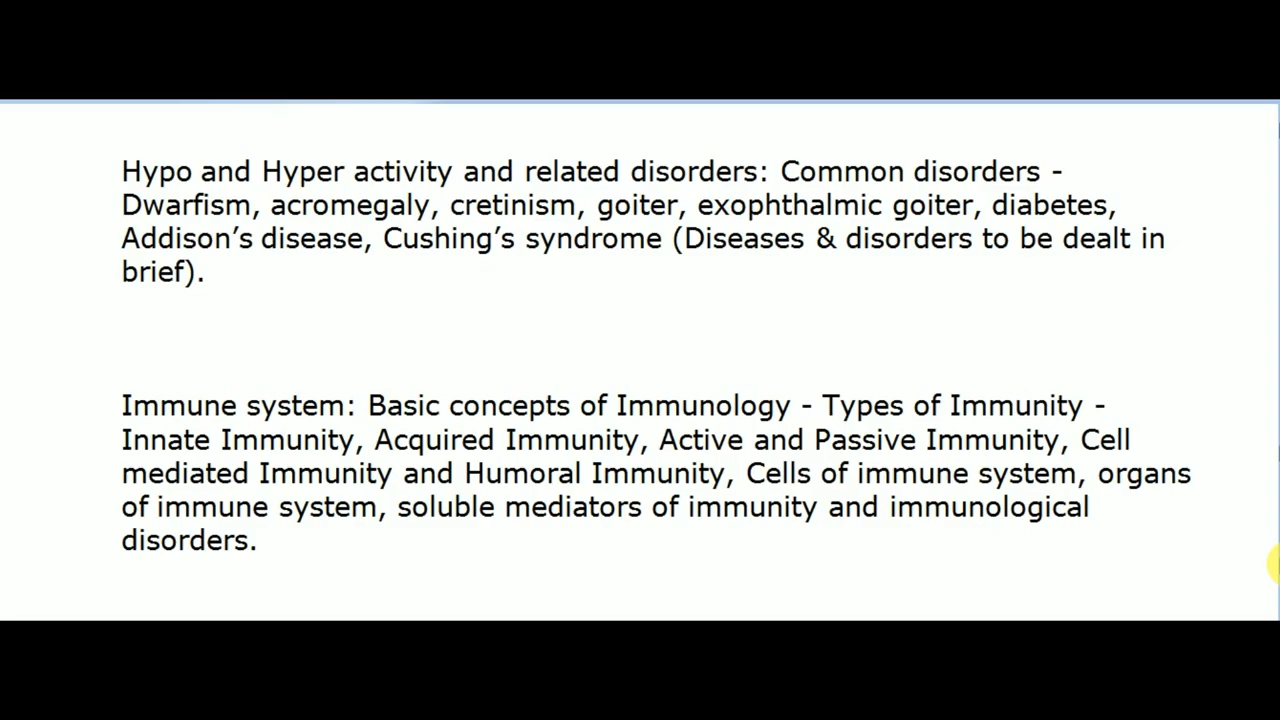 Hypo and Hyper activity and related disorders: Common disorders -
Dwarfism, acromegaly, cretinism, goiter, exophthalmic goiter, diabetes,
Addison’s disease, Cushing’s syndrome (Diseases & disorders to be dealt in
brief).
Immune system: Basic concepts of Immunology - Types of Immunity -
Innate Immunity, Acquired Immunity, Active and Passive Immunity, Cell
mediated Immunity and Humoral Immunity, Cells of immune system, organs
of immune system, soluble mediators of immunity and immunological
disorders.